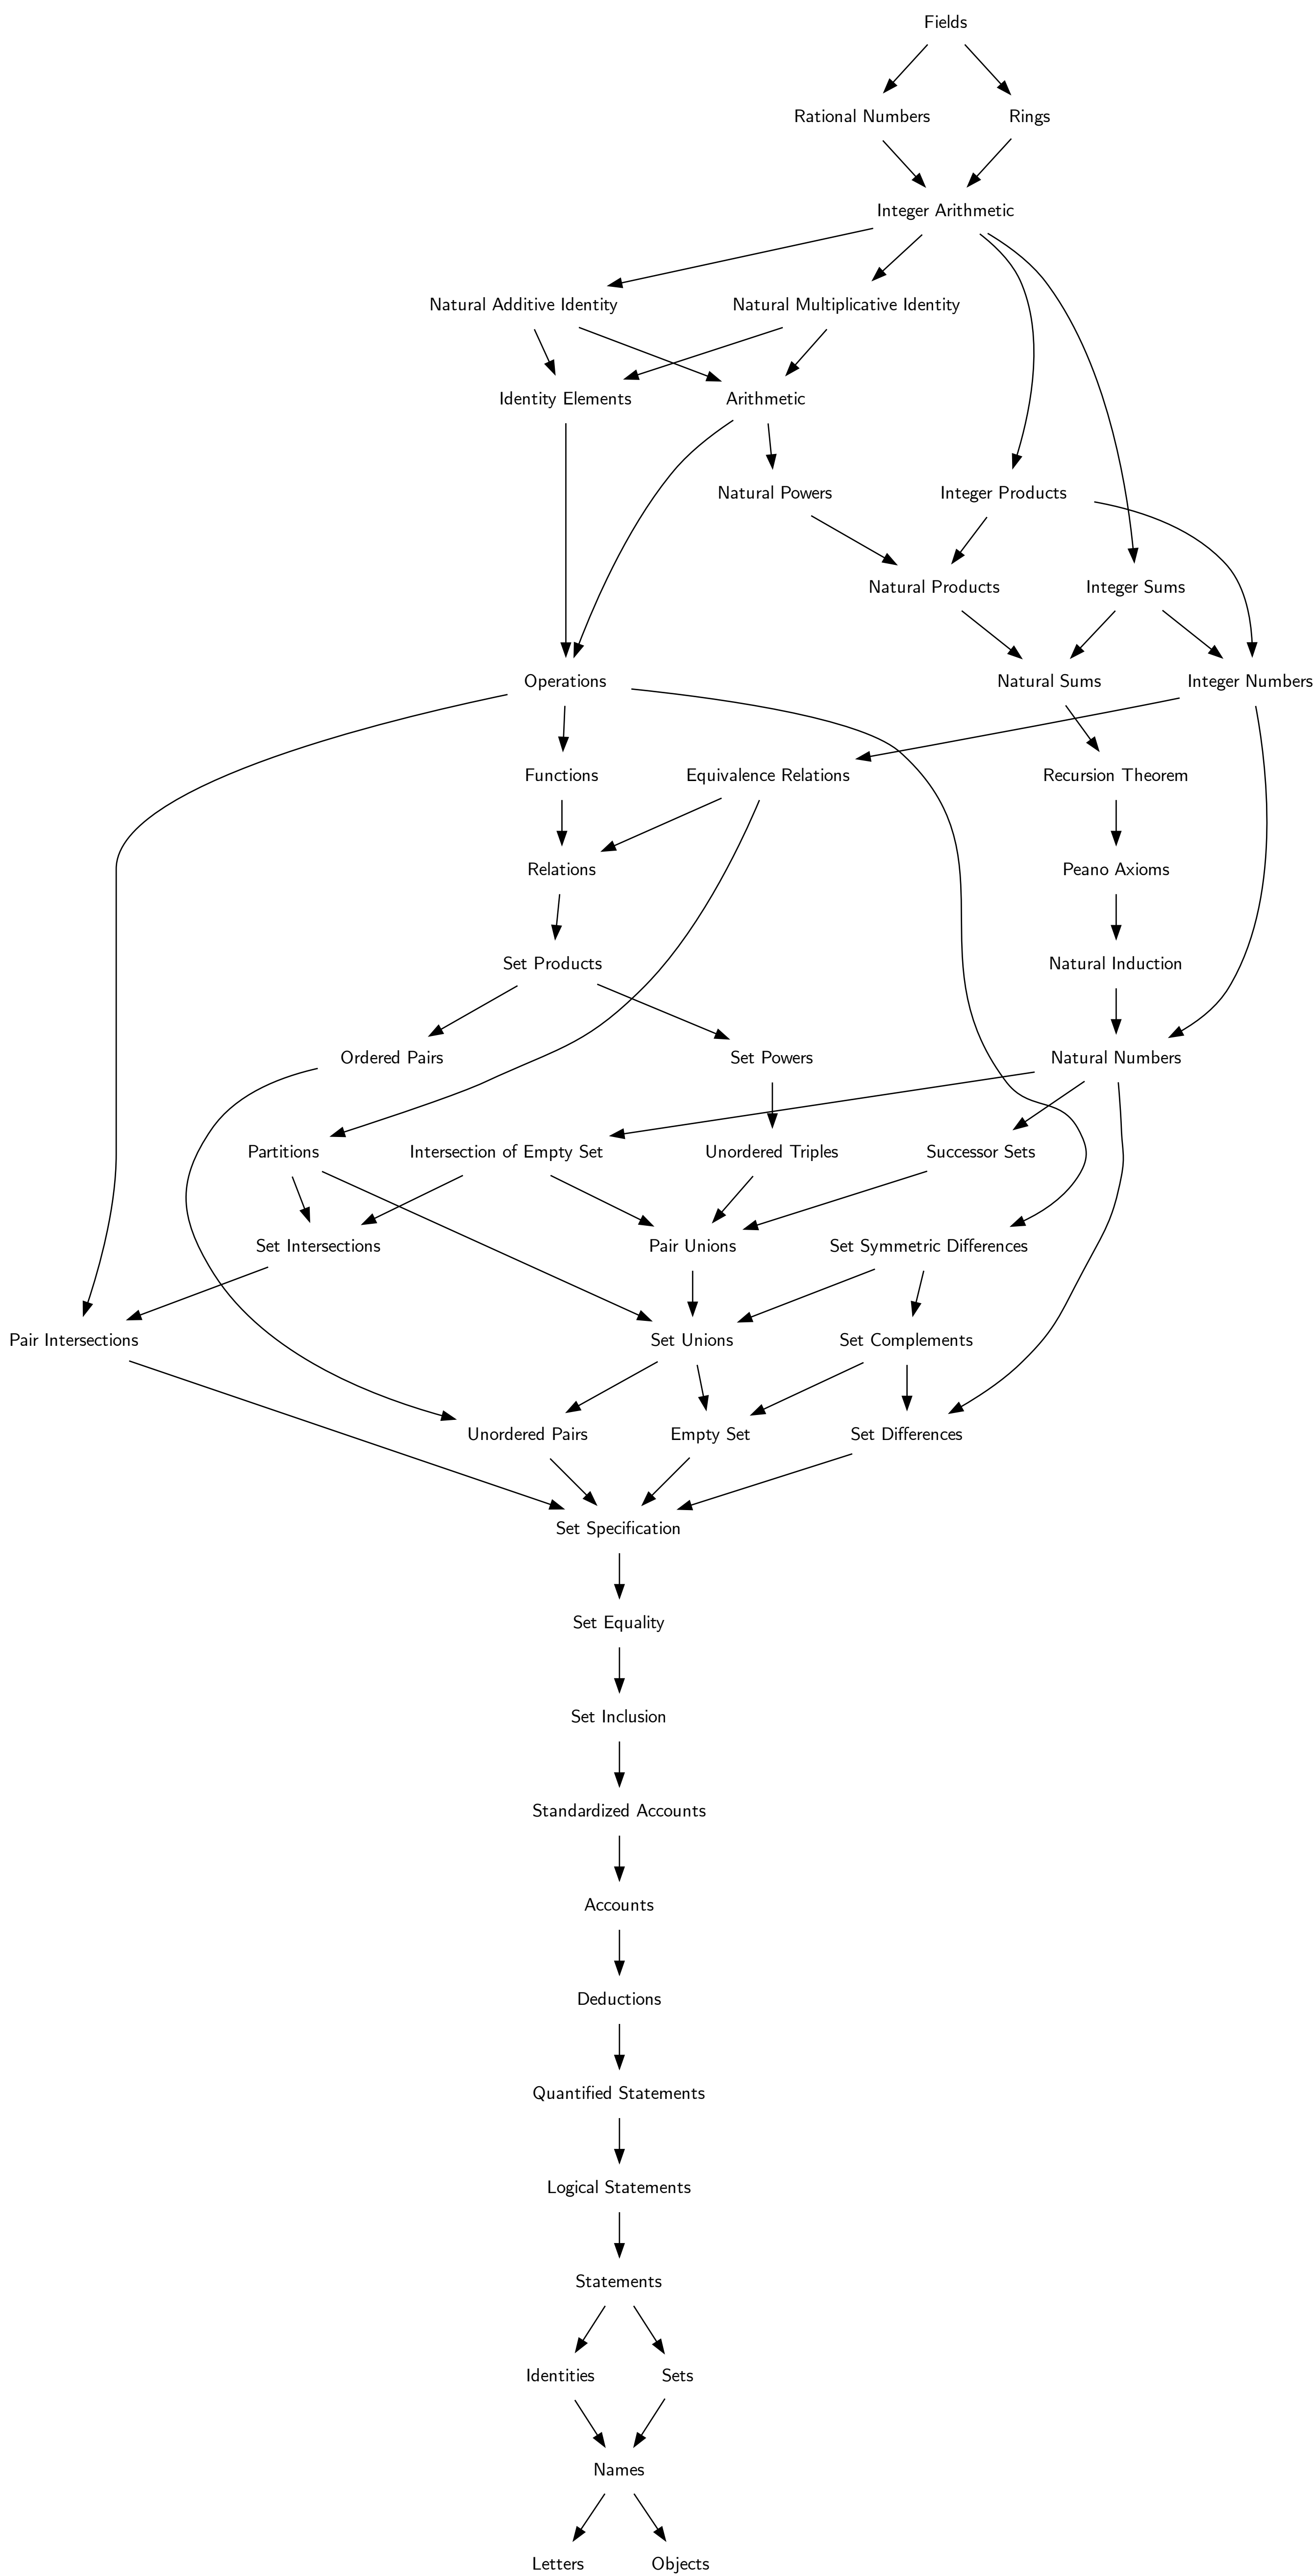 Fields
Rational Numbers
Rings
Integer Arithmetic
Natural Additive Identity
Natural Multiplicative Identity
Identity Elements
Arithmetic
Natural Powers
Integer Products
Natural Products
Integer Sums
Operations
Natural Sums
Integer Numbers
Functions
Equivalence Relations
Recursion Theorem
Relations
Peano Axioms
Set Products
Natural Induction
Ordered Pairs
Set Powers
Natural Numbers
Partitions
Intersection of Empty Set
Unordered Triples
Successor Sets
Set Intersections
Pair Unions
Set Symmetric Differences
Pair Intersections
Set Unions
Set Complements
Unordered Pairs
Empty Set
Set Differences
Set Specification
Set Equality
Set Inclusion
Standardized Accounts
Accounts
Deductions
Quantified Statements
Logical Statements
Statements
Identities
Sets
Names
Letters
Objects